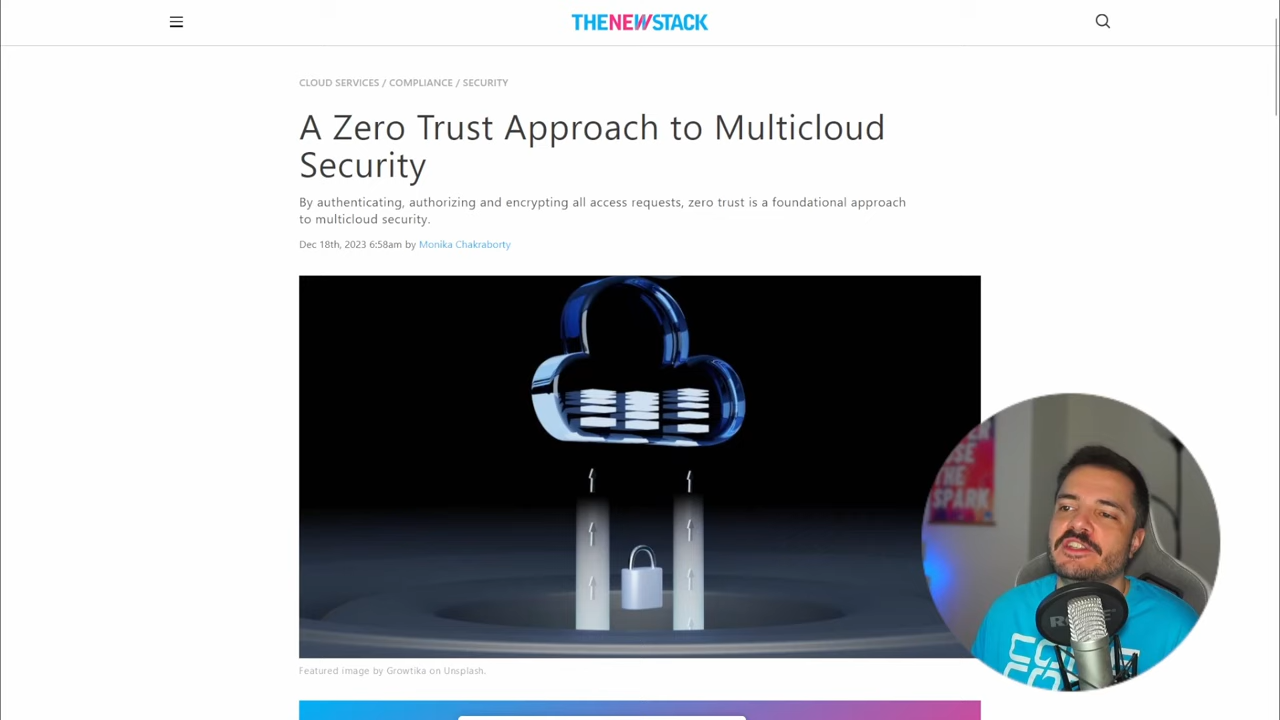 THENEWSTACK
CLOUD SERVICES / COMPLIANCE / SECURITY
A Zero Trust Approach to Multicloud
Security
By authenticating, authorizing and encrypting all access requests, zero trust is a foundational approach
to multicloud security.
Dec 18th, 2023 6:58am by Monika Chakraborty
THE
SPARK
Featured image by Growtika on Unsplash.